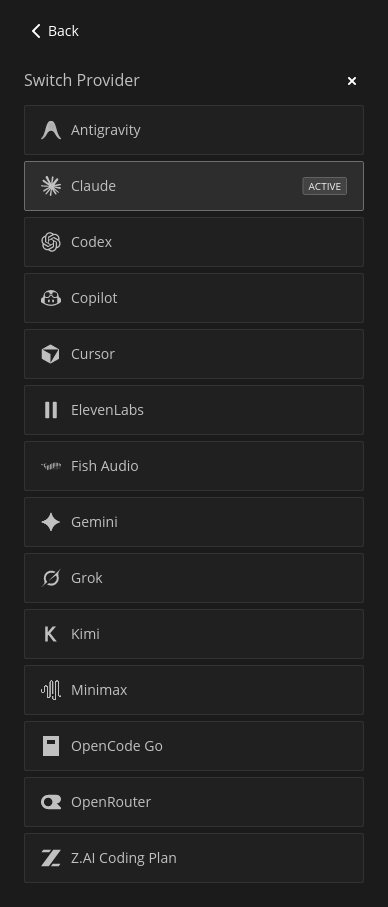 Back
Switch Provider
Antigravity
Claude ACTIVE
Codex
Copilot
Cursor
ElevenLabs
Fish Audio
Gemini
Grok
Kimi
Minimax
OpenCode Go
OpenRouter
Z.AI Coding Plan